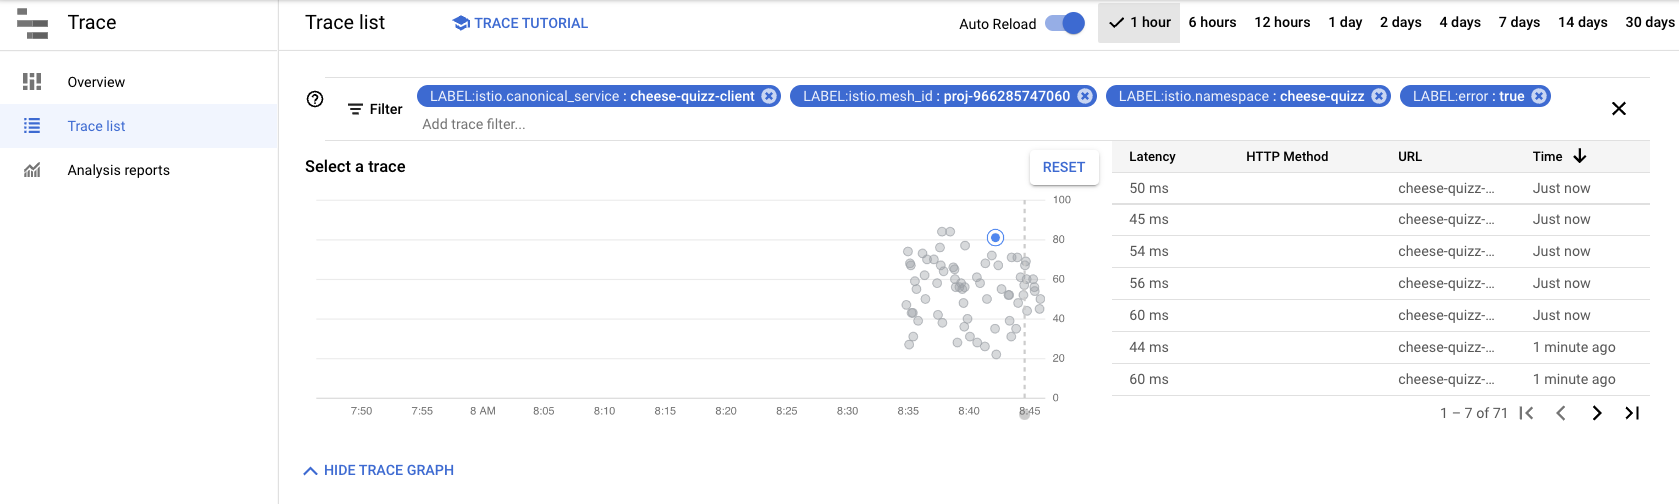 Trace
Overview
Trace list
Analysis reports
Trace list
TRACE TUTORIAL
Auto Reload
1 hour 6 hours 12 hours 1 day 2 days 4 days 7 days 14 days 30 days
Filter
LABEL:istio.canonical_service : cheese-quizz-client
LABEL:istio.mesh_id : proj-966285747060
LABEL:istio.namespace : cheese-quizz
LABEL:error : true
Add trace filter...
Select a trace
RESET
100
80
60
40
20
0
7:50 7:55 8 AM 8:05 8:10 8:15 8:20 8:25 8:30 8:35 8:40 8:45
HIDE TRACE GRAPH
Latency HTTP Method URL Time
50 ms cheese-quizz-... Just now
45 ms cheese-quizz-... Just now
54 ms cheese-quizz-... Just now
56 ms cheese-quizz-... Just now
60 ms cheese-quizz-... Just now
44 ms cheese-quizz-... 1 minute ago
60 ms cheese-quizz-... 1 minute ago
1 – 7 of 71